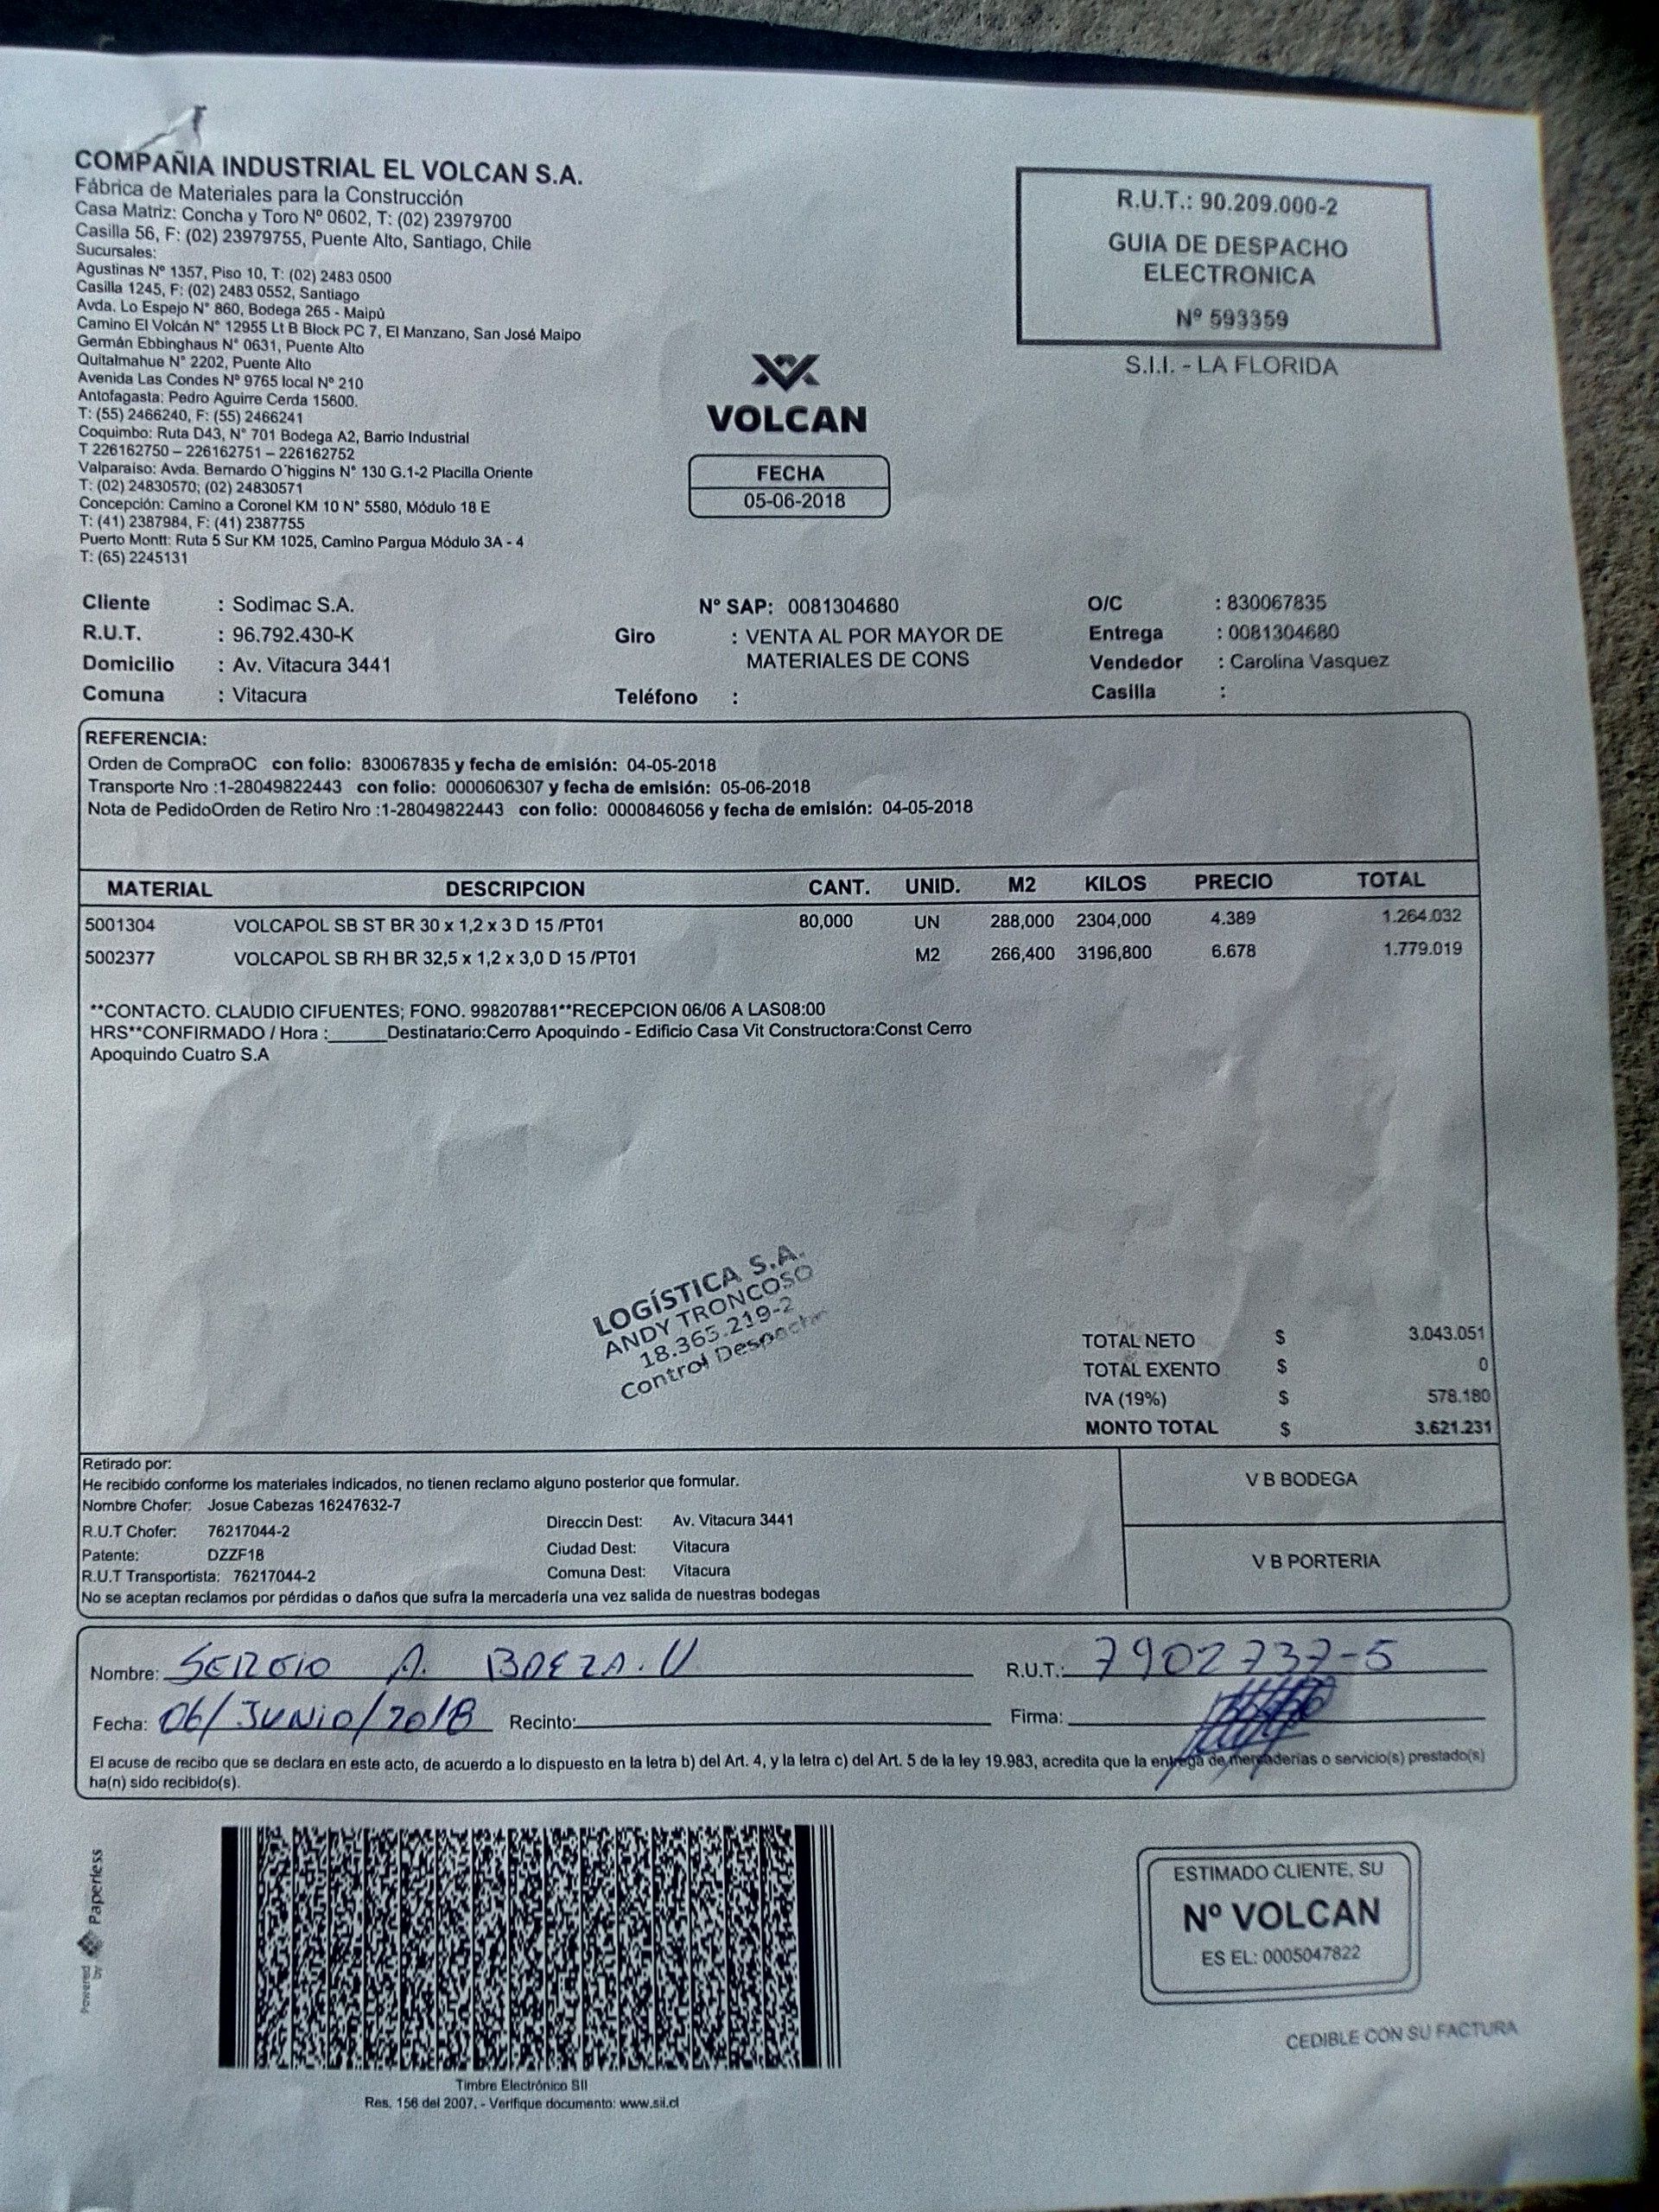 COMPAÑIA INDUSTRIAL EL VOLCAN S.A.
Fábrica de Materiales para la Construcción
Casa Matriz: Concha y Toro Nº 0602, T: (02) 23979700
Casilla 56, F: (02) 23979755, Puente Alto, Santiago, Chile
Sucursales:
Agustinas Nº 1357, Piso 10, T: (02) 2483 0500
Casilla 1245, F: (02) 2483 0552, Santiago
Avda. Lo Espejo N° 860, Bodega 265 - Maipú
Camino El Volcán N° 12955 Lt B Block PC 7, El Manzano, San José Maipo
Germán Ebbinghaus N° 0631, Puente Alto
Quitalmahue N° 2202, Puente Alto
Avenida Las Condes Nº 9765 local Nº 210
Antofagasta: Pedro Aguirre Cerda 15600.
T: (55) 2466240, F: (55) 2466241
Coquimbo: Ruta D43, N° 701 Bodega A2, Barrio Industrial
T 226162750 – 226162751 – 226162752
Valparaiso: Avda. Bernardo O´higgins N° 130 G.1-2 Placilla Oriente
T: (02) 24830570; (02) 24830571
Concepción: Camino a Coronel KM 10 N° 5580, Módulo 18 E
T: (41) 2387984, F: (41) 2387755
Puerto Montt: Ruta 5 Sur KM 1025, Camino Pargua Módulo 3A - 4
T: (65) 2245131
R.U.T.: 90.209.000-2
GUIA DE DESPACHO
ELECTRONICA
Nº 593359
S.I.I. - LA FLORIDA
VOLCAN
FECHA
05-06-2018
Cliente : Sodimac S.A. N° SAP: 0081304680 O/C : 830067835
R.U.T. : 96.792.430-K Giro : VENTA AL POR MAYOR DE Entrega : 0081304680
Domicilio : Av. Vitacura 3441 MATERIALES DE CONS Vendedor : Carolina Vasquez
Comuna : Vitacura Teléfono : Casilla :
REFERENCIA:
Orden de CompraOC con folio: 830067835 y fecha de emisión: 04-05-2018
Transporte Nro :1-28049822443 con folio: 0000606307 y fecha de emisión: 05-06-2018
Nota de PedidoOrden de Retiro Nro :1-28049822443 con folio: 0000846056 y fecha de emisión: 04-05-2018
MATERIAL DESCRIPCION CANT. UNID. M2 KILOS PRECIO TOTAL
5001304 VOLCAPOL SB ST BR 30 x 1,2 x 3 D 15 /PT01 80,000 UN 288,000 2304,000 4.389 1.264.032
5002377 VOLCAPOL SB RH BR 32,5 x 1,2 x 3,0 D 15 /PT01 M2 266,400 3196,800 6.678 1.779.019
**CONTACTO. CLAUDIO CIFUENTES; FONO. 998207881**RECEPCION 06/06 A LAS08:00
HRS**CONFIRMADO / Hora :______Destinatario:Cerro Apoquindo - Edificio Casa Vit Constructora:Const Cerro
Apoquindo Cuatro S.A
LOGÍSTICA S.A.
ANDY TRONCOSO
18.365.219-2
Control Despacho
TOTAL NETO $ 3.043.051
TOTAL EXENTO $ 0
IVA (19%) $ 578.180
MONTO TOTAL $ 3.621.231
Retirado por:
He recibido conforme los materiales indicados, no tienen reclamo alguno posterior que formular.
Nombre Chofer: Josue Cabezas 16247632-7
R.U.T Chofer: 76217044-2 Direccin Dest: Av. Vitacura 3441
Patente: DZZF18 Ciudad Dest: Vitacura
R.U.T Transportista: 76217044-2 Comuna Dest: Vitacura
No se aceptan reclamos por pérdidas o daños que sufra la mercadería una vez salida de nuestras bodegas
V B BODEGA
V B PORTERIA
Nombre: SERGIO A. BAEZA.U R.U.T.: 7902737-5
Fecha: 06/JUNIO/2018 Recinto: Firma:
El acuse de recibo que se declara en este acto, de acuerdo a lo dispuesto en la letra b) del Art. 4, y la letra c) del Art. 5 de la ley 19.983, acredita que la entrega de mercaderias o servicio(s) prestado(s)
ha(n) sido recibido(s).
Powered by Paperless
Timbre Electrónico SII
Res. 156 del 2007. - Verifique documento: www.sii.cl
ESTIMADO CLIENTE, SU
Nº VOLCAN
ES EL: 0005047822
CEDIBLE CON SU FACTURA